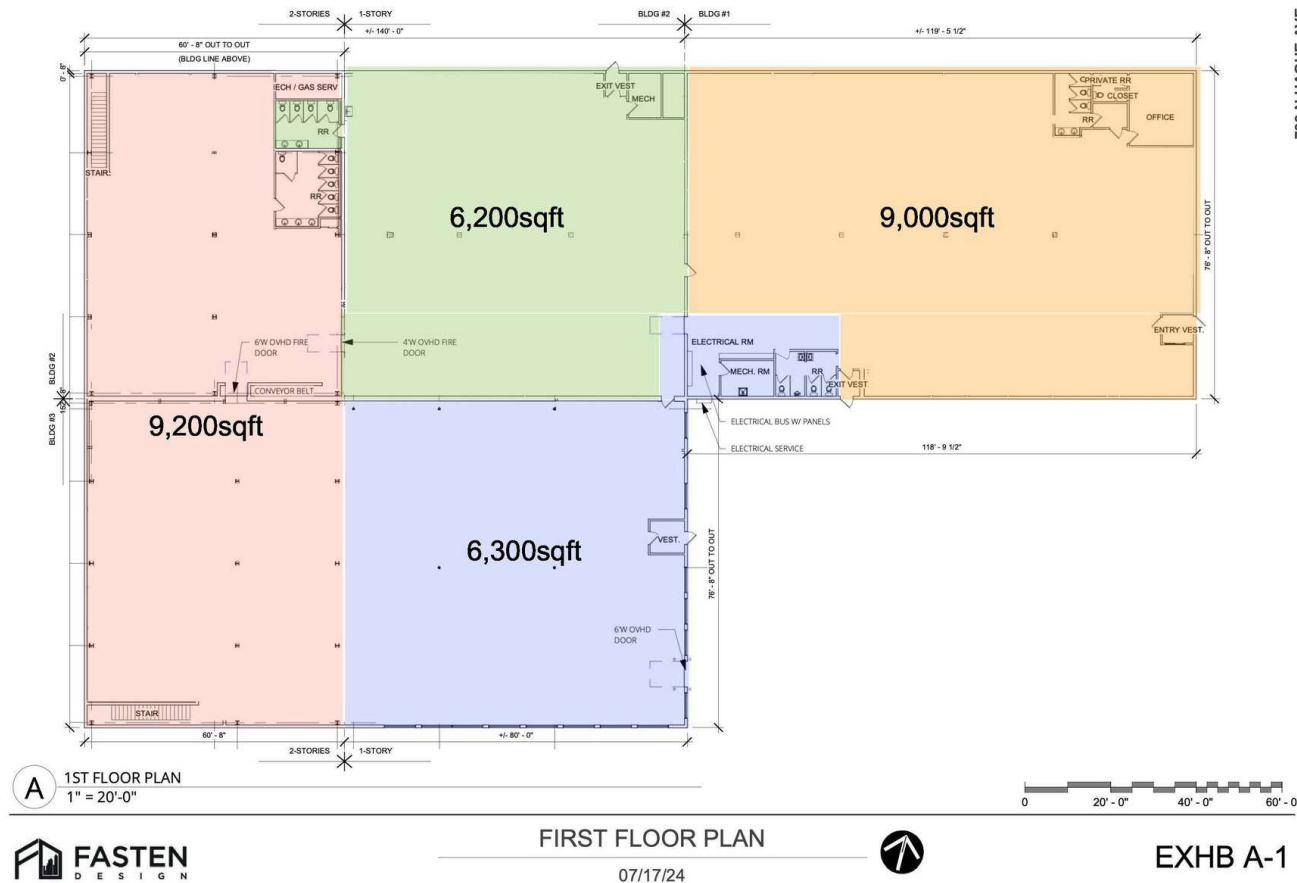 2-STORIES
1-STORY
BLDG #2
BLDG #1
+/- 140' - 0"
+/- 119' - 5 1/2"
60' - 8" OUT TO OUT
(BLDG LINE ABOVE)
0' - 8"
ECH / GAS SERV
EXIT VEST
MECH
PRIVATE RR
CLOSET
OFFICE
RR
RR
STAIR
RR
6,200sqft
9,000sqft
76' - 8" OUT TO OUT
ENTRY VEST.
6'W OVHD FIRE
DOOR
4'W OVHD FIRE
DOOR
ELECTRICAL RM
MECH. RM
RR
EXIT VEST
CONVEYOR BELT
BLDG #2
BLDG #3
9,200sqft
ELECTRICAL BUS W/ PANELS
ELECTRICAL SERVICE
118' - 9 1/2"
VEST.
6,300sqft
76' - 8" OUT TO OUT
6'W OVHD
DOOR
STAIR
60' - 8"
+/- 80' - 0"
2-STORIES
1-STORY
A
1ST FLOOR PLAN
1" = 20'-0"
0
20' - 0"
40' - 0"
60' - 0
FASTEN
DESIGN
FIRST FLOOR PLAN
07/17/24
EXHB A-1